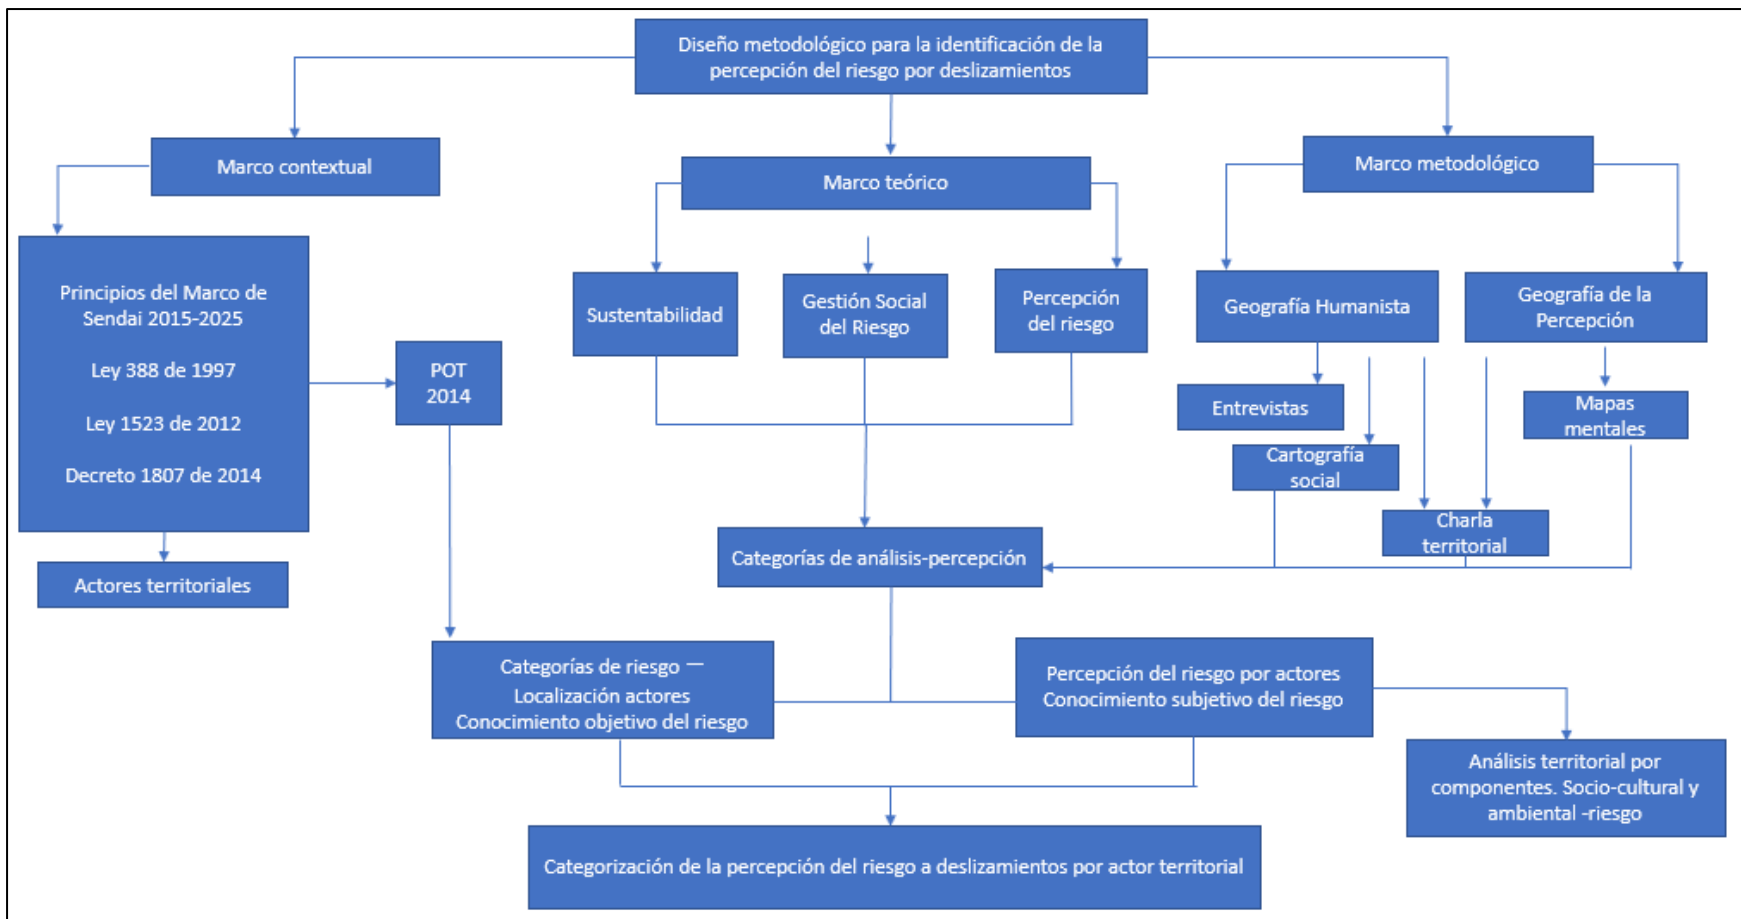 Diseño metodológico para la identificación de la
percepción del riesgo por deslizamientos
Marco contextual
Marco teórico
Marco metodológico
Principios del Marco de
Sendai 2015-2025
Ley 388 de 1997
Ley 1523 de 2012
Decreto 1807 de 2014
POT
2014
Sustentabilidad
Gestión Social
del Riesgo
Percepción
del riesgo
Geografía Humanista
Geografía de la
Percepción
Entrevistas
Mapas
mentales
Cartografía
social
Charla
territorial
Actores territoriales
Categorías de análisis-percepción
Categorías de riesgo —
Localización actores
Conocimiento objetivo del riesgo
Percepción del riesgo por actores
Conocimiento subjetivo del riesgo
Análisis territorial por
componentes. Socio-cultural y
ambiental -riesgo
Categorización de la percepción del riesgo a deslizamientos por actor territorial